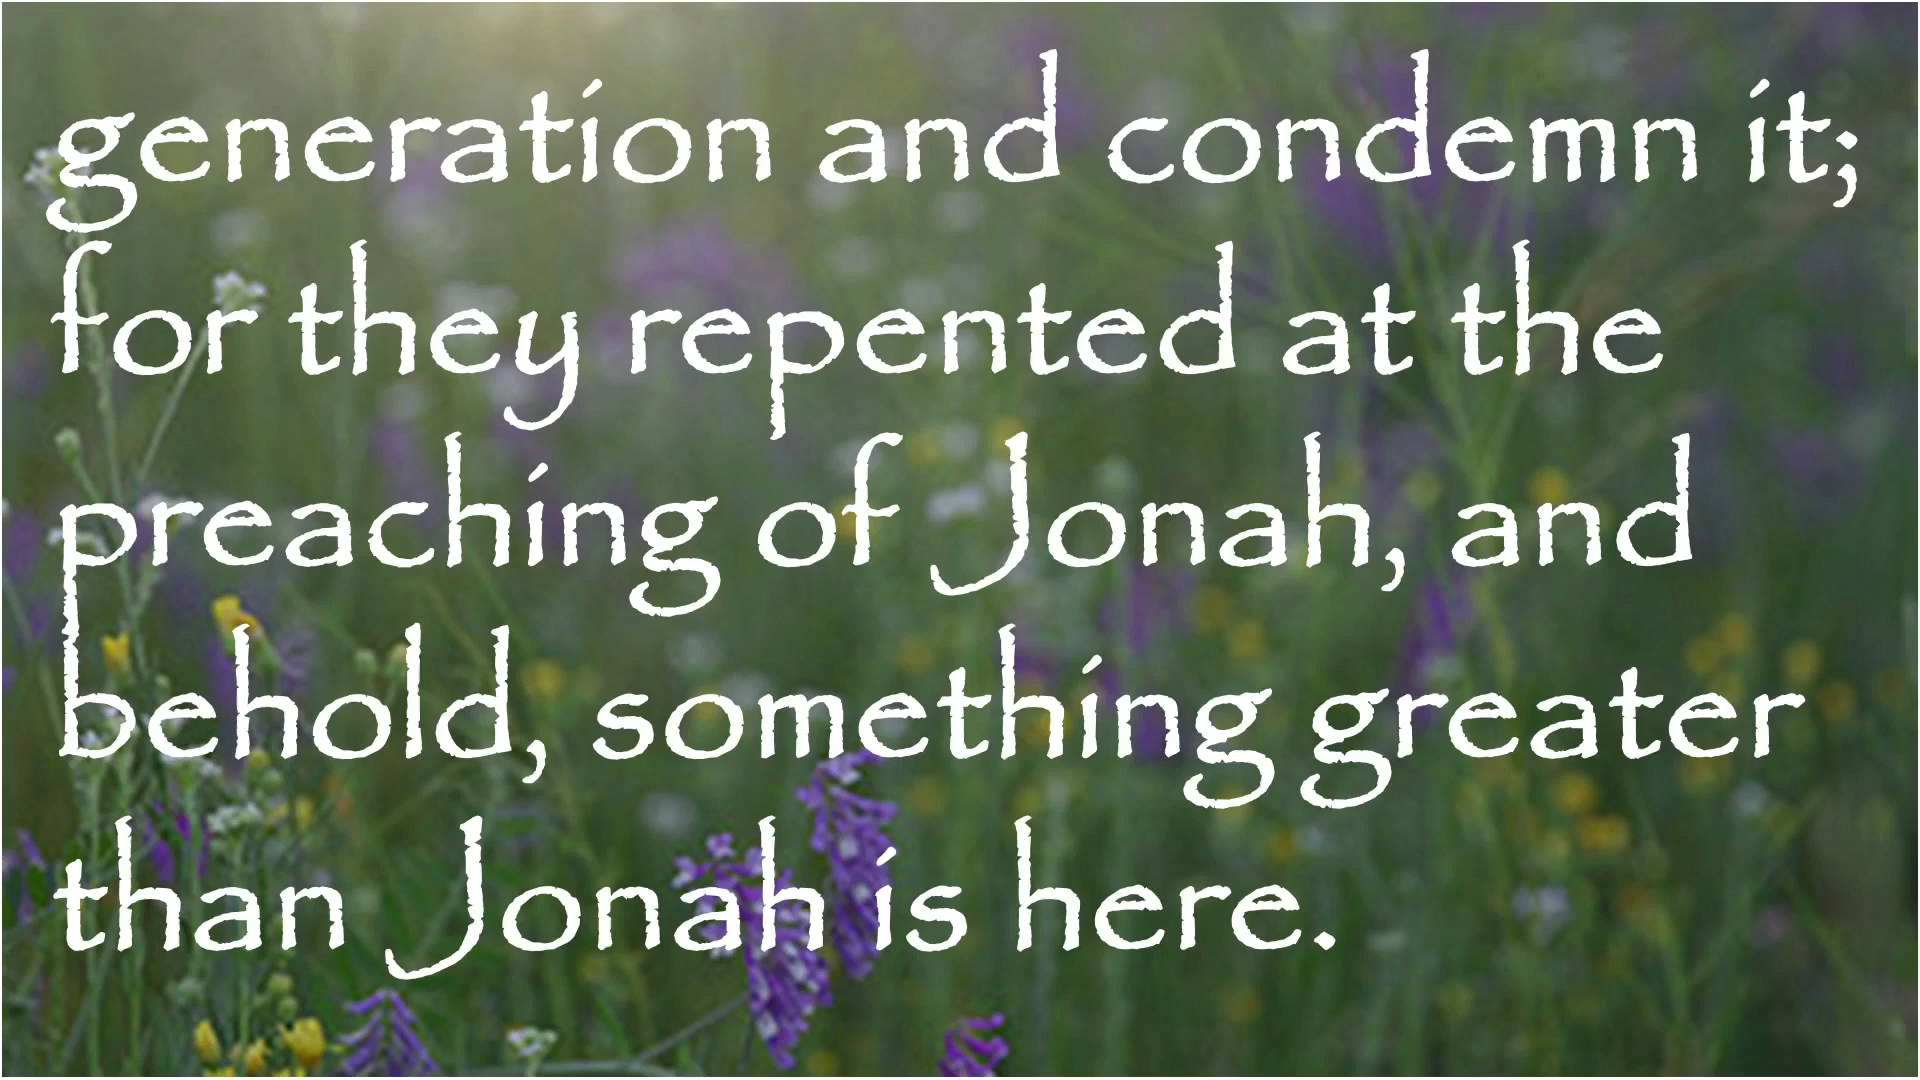 generation and condemn it;
for they repented at the
preaching of Jonah, and
behold, something greater
than Jonah is here.